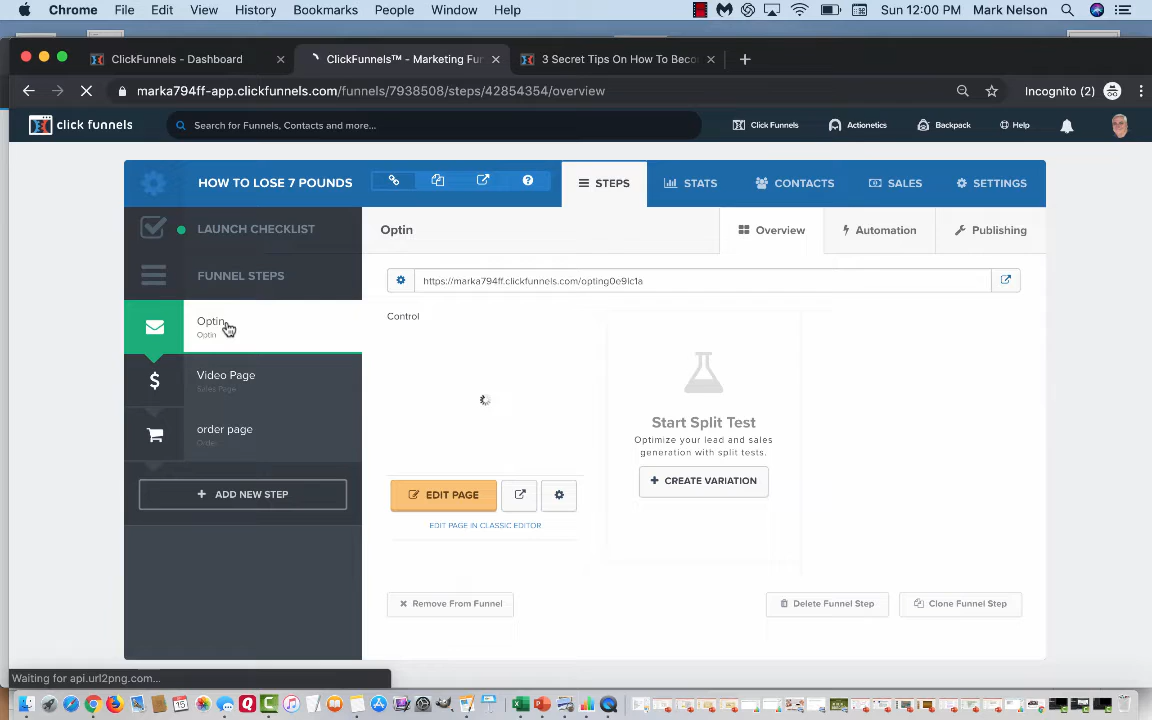 Chrome File Edit View History Bookmarks People Window Help Sun 12:00 PM Mark Nelson
ClickFunnels - Dashboard
ClickFunnels™ - Marketing Fun
3 Secret Tips On How To Beco
marka794ff-app.clickfunnels.com/funnels/7938508/steps/42854354/overview
Incognito (2)
click funnels
Search for Funnels, Contacts and more...
Click Funnels
Actionetics
Backpack
Help
HOW TO LOSE 7 POUNDS
STEPS
STATS
CONTACTS
SALES
SETTINGS
LAUNCH CHECKLIST
FUNNEL STEPS
Optin
Optin
Video Page
Sales Page
order page
Order
ADD NEW STEP
Optin
Overview
Automation
Publishing
https://marka794ff.clickfunnels.com/opting0e9lc1a
Control
EDIT PAGE
EDIT PAGE IN CLASSIC EDITOR
Start Split Test
Optimize your lead and sales
generation with split tests.
CREATE VARIATION
Remove From Funnel
Delete Funnel Step
Clone Funnel Step
Waiting for api.url2png.com...